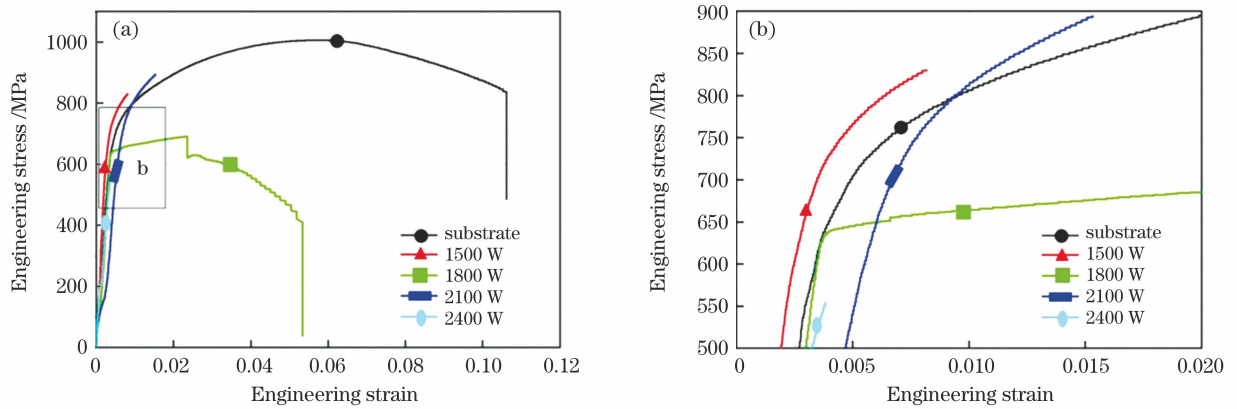 (a)
Engineering stress /MPa
1000
800
600
400
200
0
b
substrate
1500 W
1800 W
2100 W
2400 W
0 0.02 0.04 0.06 0.08 0.10 0.12
Engineering strain
(b)
Engineering stress /MPa
900
850
800
750
700
650
600
550
500
substrate
1500 W
1800 W
2100 W
2400 W
0 0.005 0.010 0.015 0.020
Engineering strain